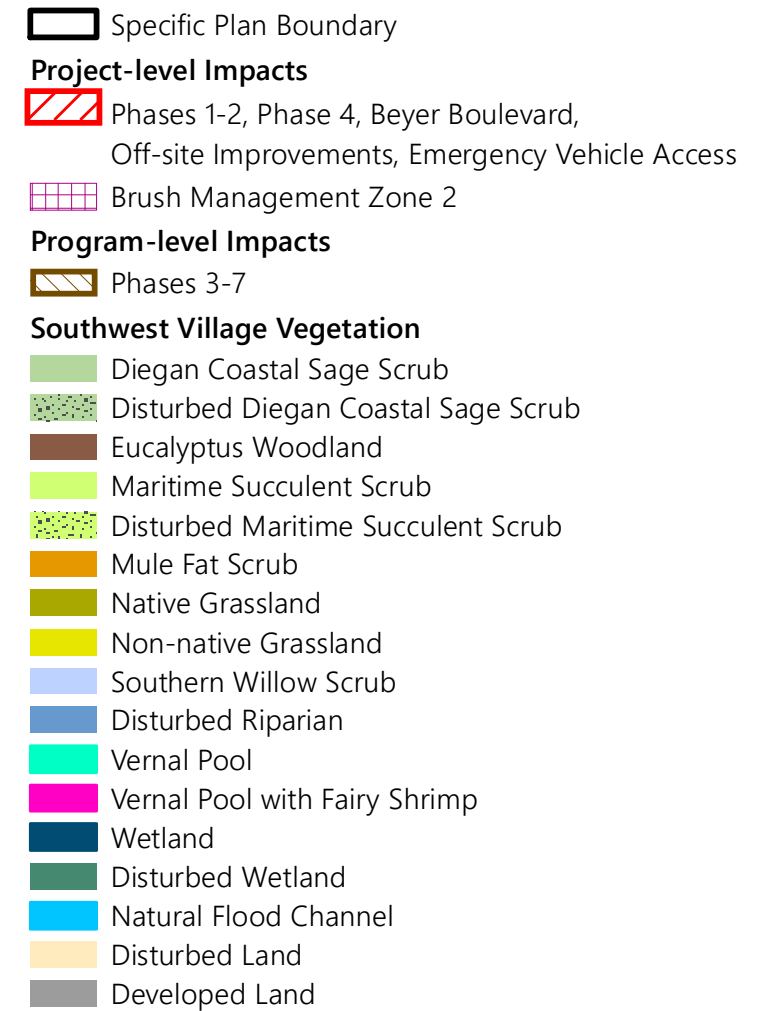 Specific Plan Boundary
Project-level Impacts
Phases 1-2, Phase 4, Beyer Boulevard,
Off-site Improvements, Emergency Vehicle Access
Brush Management Zone 2
Program-level Impacts
Phases 3-7
Southwest Village Vegetation
Diegan Coastal Sage Scrub
Disturbed Diegan Coastal Sage Scrub
Eucalyptus Woodland
Maritime Succulent Scrub
Disturbed Maritime Succulent Scrub
Mule Fat Scrub
Native Grassland
Non-native Grassland
Southern Willow Scrub
Disturbed Riparian
Vernal Pool
Vernal Pool with Fairy Shrimp
Wetland
Disturbed Wetland
Natural Flood Channel
Disturbed Land
Developed Land